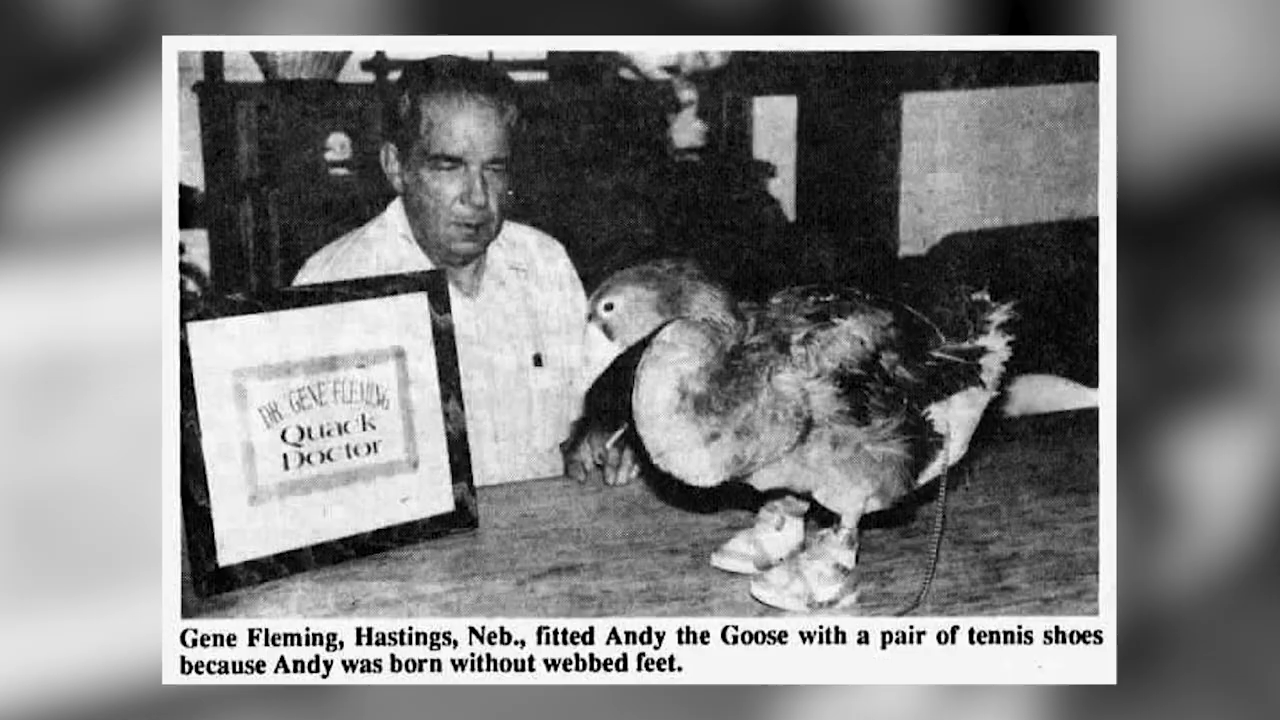 DR. GENE FLEMING
Quack
Doctor
Gene Fleming, Hastings, Neb., fitted Andy the Goose with a pair of tennis shoes
because Andy was born without webbed feet.